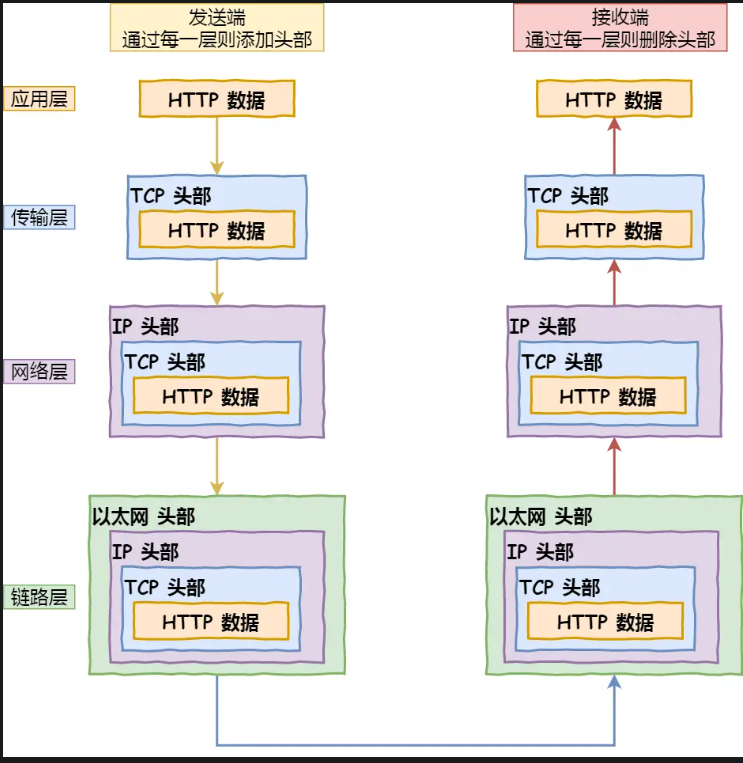 发送端
通过每一层则添加头部
接收端
通过每一层则删除头部
应用层
HTTP 数据
HTTP 数据
传输层
TCP 头部
HTTP 数据
TCP 头部
HTTP 数据
网络层
IP 头部
TCP 头部
HTTP 数据
IP 头部
TCP 头部
HTTP 数据
链路层
以太网 头部
IP 头部
TCP 头部
HTTP 数据
以太网 头部
IP 头部
TCP 头部
HTTP 数据